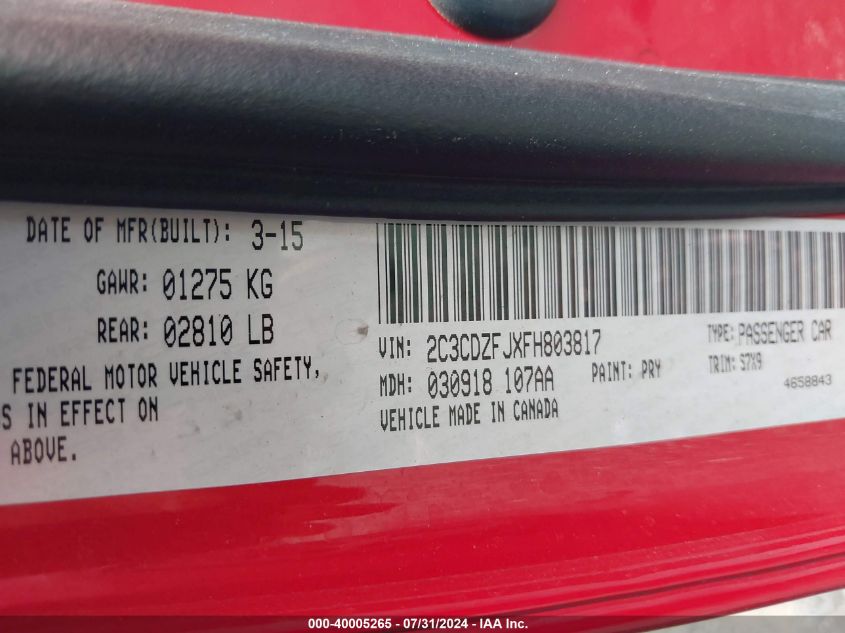 DATE OF MFR(BUILT): 3-15
GAWR: 01275 KG
REAR: 02810 LB
FEDERAL MOTOR VEHICLE SAFETY,
S IN EFFECT ON
ABOVE.
VIN: 2C3CDZFJXFH803817
TYPE: PASSENGER CAR
MDH: 030918 107AA
PAINT: PRY
TRIM: S7X9
VEHICLE MADE IN CANADA
4658843
000-40005265 - 07/31/2024 - IAA Inc.